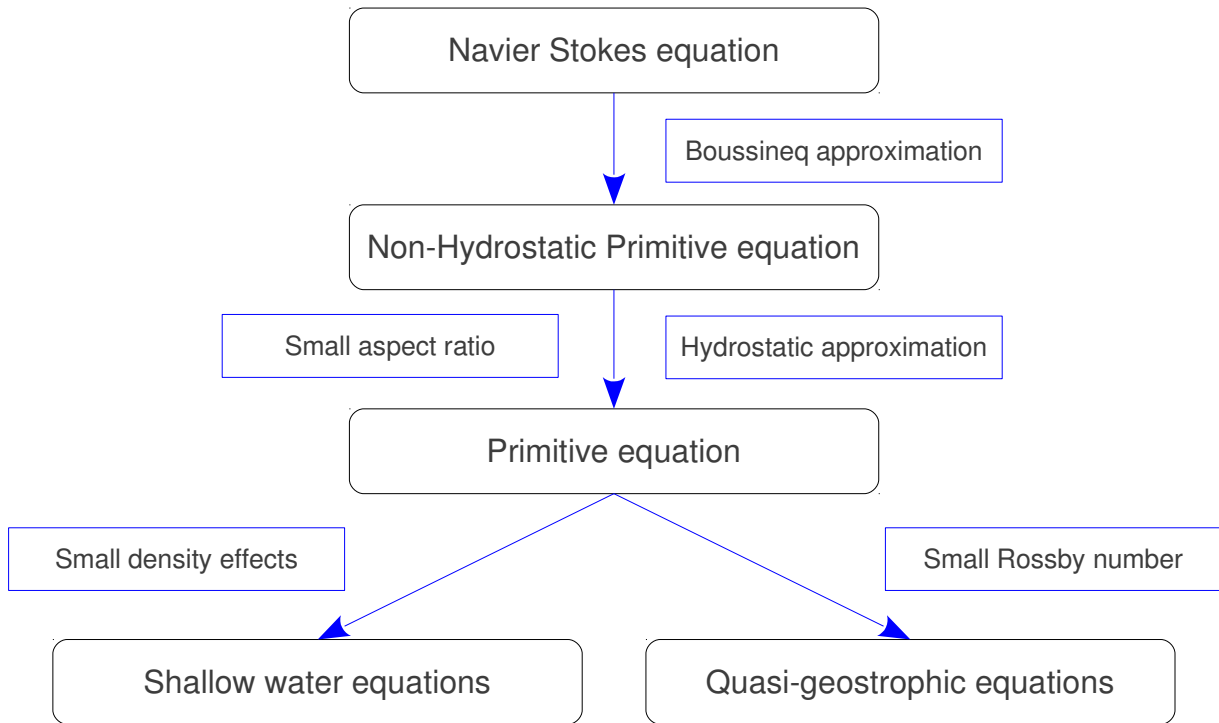 Navier Stokes equation
Boussineq approximation
Non-Hydrostatic Primitive equation
Small aspect ratio
Hydrostatic approximation
Primitive equation
Small density effects
Small Rossby number
Shallow water equations
Quasi-geostrophic equations